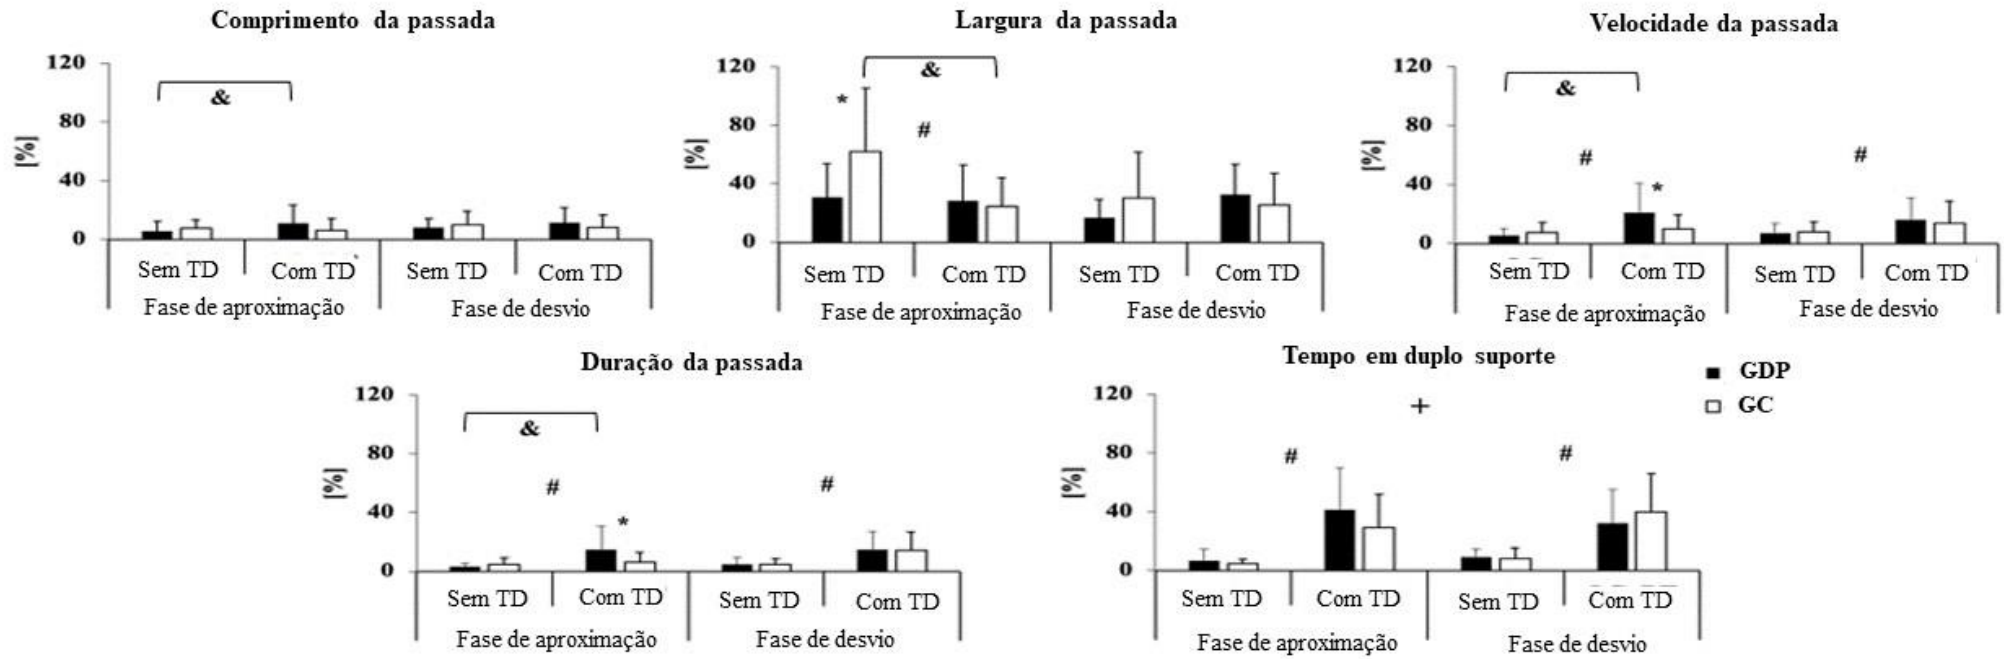 Comprimento da passada
120
80
40
0
[%]
&
Sem TD
Com TD
Sem TD
Com TD
Fase de aproximação
Fase de desvio
Largura da passada
120
80
40
0
[%]
&
*
#
Sem TD
Com TD
Sem TD
Com TD
Fase de aproximação
Fase de desvio
Velocidade da passada
120
80
40
0
[%]
&
#
*
#
Sem TD
Com TD
Sem TD
Com TD
Fase de aproximação
Fase de desvio
Duração da passada
120
80
40
0
[%]
&
#
*
#
Sem TD
Com TD
Sem TD
Com TD
Fase de aproximação
Fase de desvio
Tempo em duplo suporte
120
80
40
0
[%]
+
#
#
Sem TD
Com TD
Sem TD
Com TD
Fase de aproximação
Fase de desvio
GDP
GC